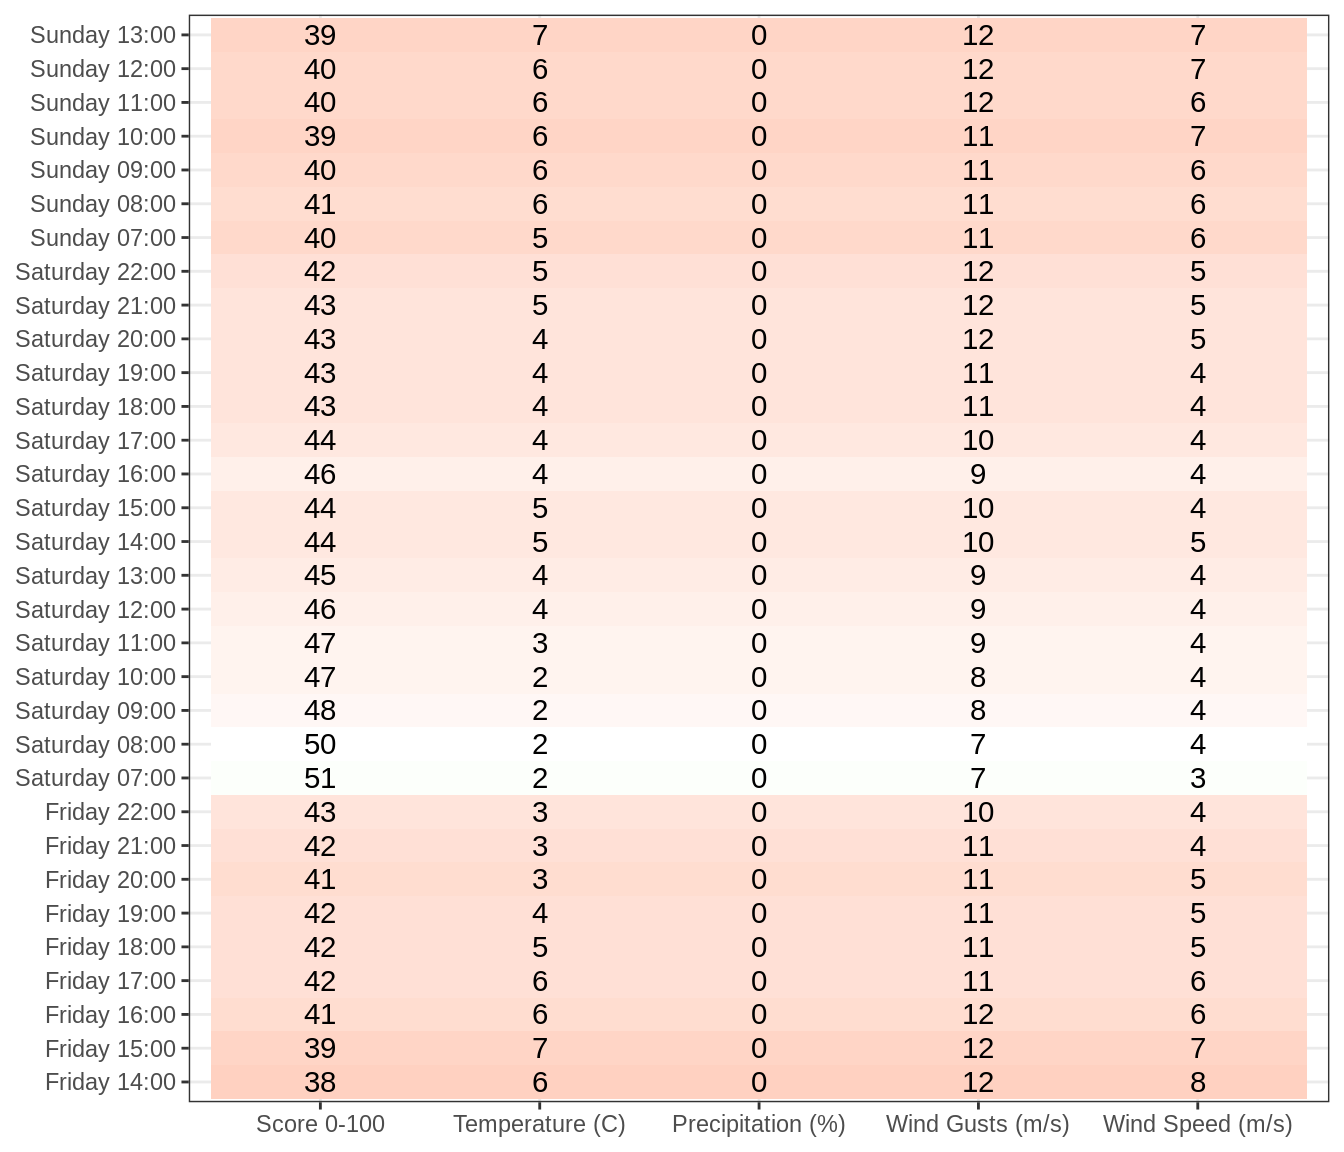 Sunday 13:00 39 7 0 12 7
Sunday 12:00 40 6 0 12 7
Sunday 11:00 40 6 0 12 6
Sunday 10:00 39 6 0 11 7
Sunday 09:00 40 6 0 11 6
Sunday 08:00 41 6 0 11 6
Sunday 07:00 40 5 0 11 6
Saturday 22:00 42 5 0 12 5
Saturday 21:00 43 5 0 12 5
Saturday 20:00 43 4 0 12 5
Saturday 19:00 43 4 0 11 4
Saturday 18:00 43 4 0 11 4
Saturday 17:00 44 4 0 10 4
Saturday 16:00 46 4 0 9 4
Saturday 15:00 44 5 0 10 4
Saturday 14:00 44 5 0 10 5
Saturday 13:00 45 4 0 9 4
Saturday 12:00 46 4 0 9 4
Saturday 11:00 47 3 0 9 4
Saturday 10:00 47 2 0 8 4
Saturday 09:00 48 2 0 8 4
Saturday 08:00 50 2 0 7 4
Saturday 07:00 51 2 0 7 3
Friday 22:00 43 3 0 10 4
Friday 21:00 42 3 0 11 4
Friday 20:00 41 3 0 11 5
Friday 19:00 42 4 0 11 5
Friday 18:00 42 5 0 11 5
Friday 17:00 42 6 0 11 6
Friday 16:00 41 6 0 12 6
Friday 15:00 39 7 0 12 7
Friday 14:00 38 6 0 12 8
Score 0-100 Temperature (C) Precipitation (%) Wind Gusts (m/s) Wind Speed (m/s)